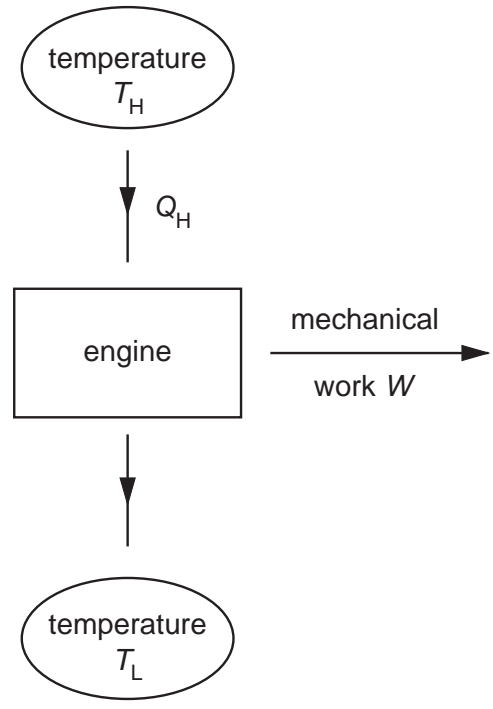 temperature
T_H
Q_H
engine
mechanical
work W
temperature
T_L